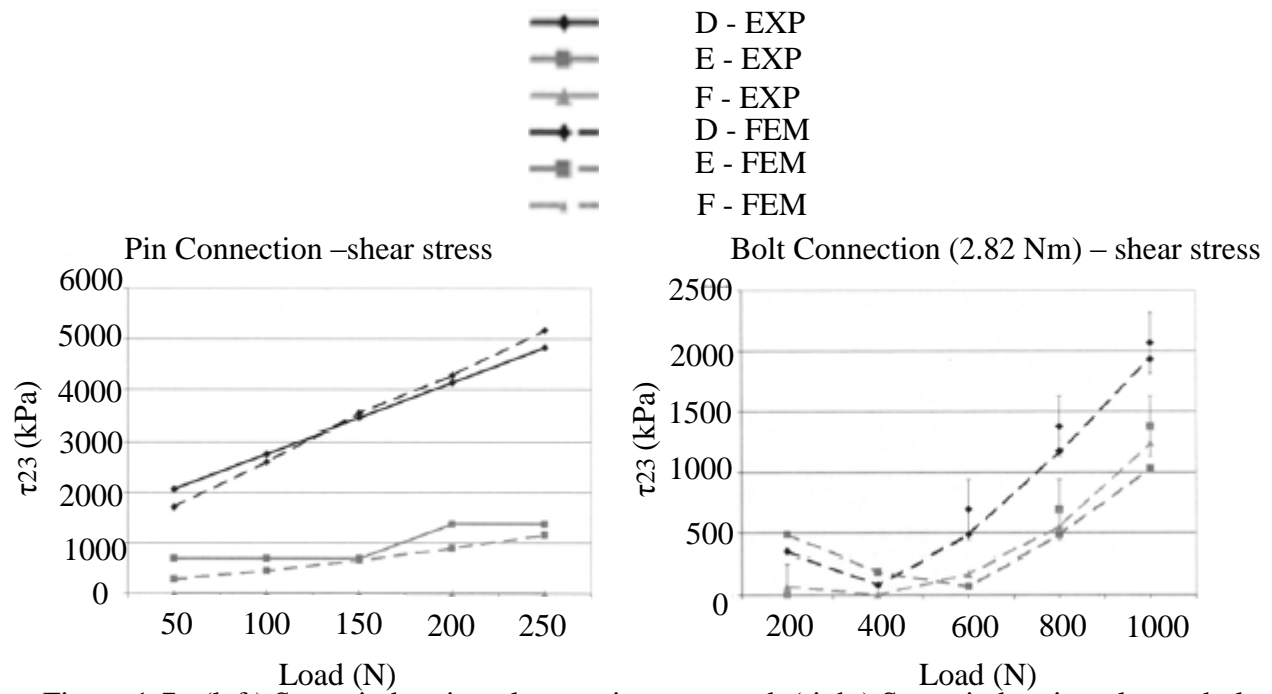 D - EXP
E - EXP
F - EXP
D - FEM
E - FEM
F - FEM
Pin Connection –shear stress
6000
5000
4000
3000
2000
1000
0
τ23 (kPa)
50 100 150 200 250
Load (N)
Bolt Connection (2.82 Nm) – shear stress
2500
2000
1500
1000
500
0
τ23 (kPa)
200 400 600 800 1000
Load (N)